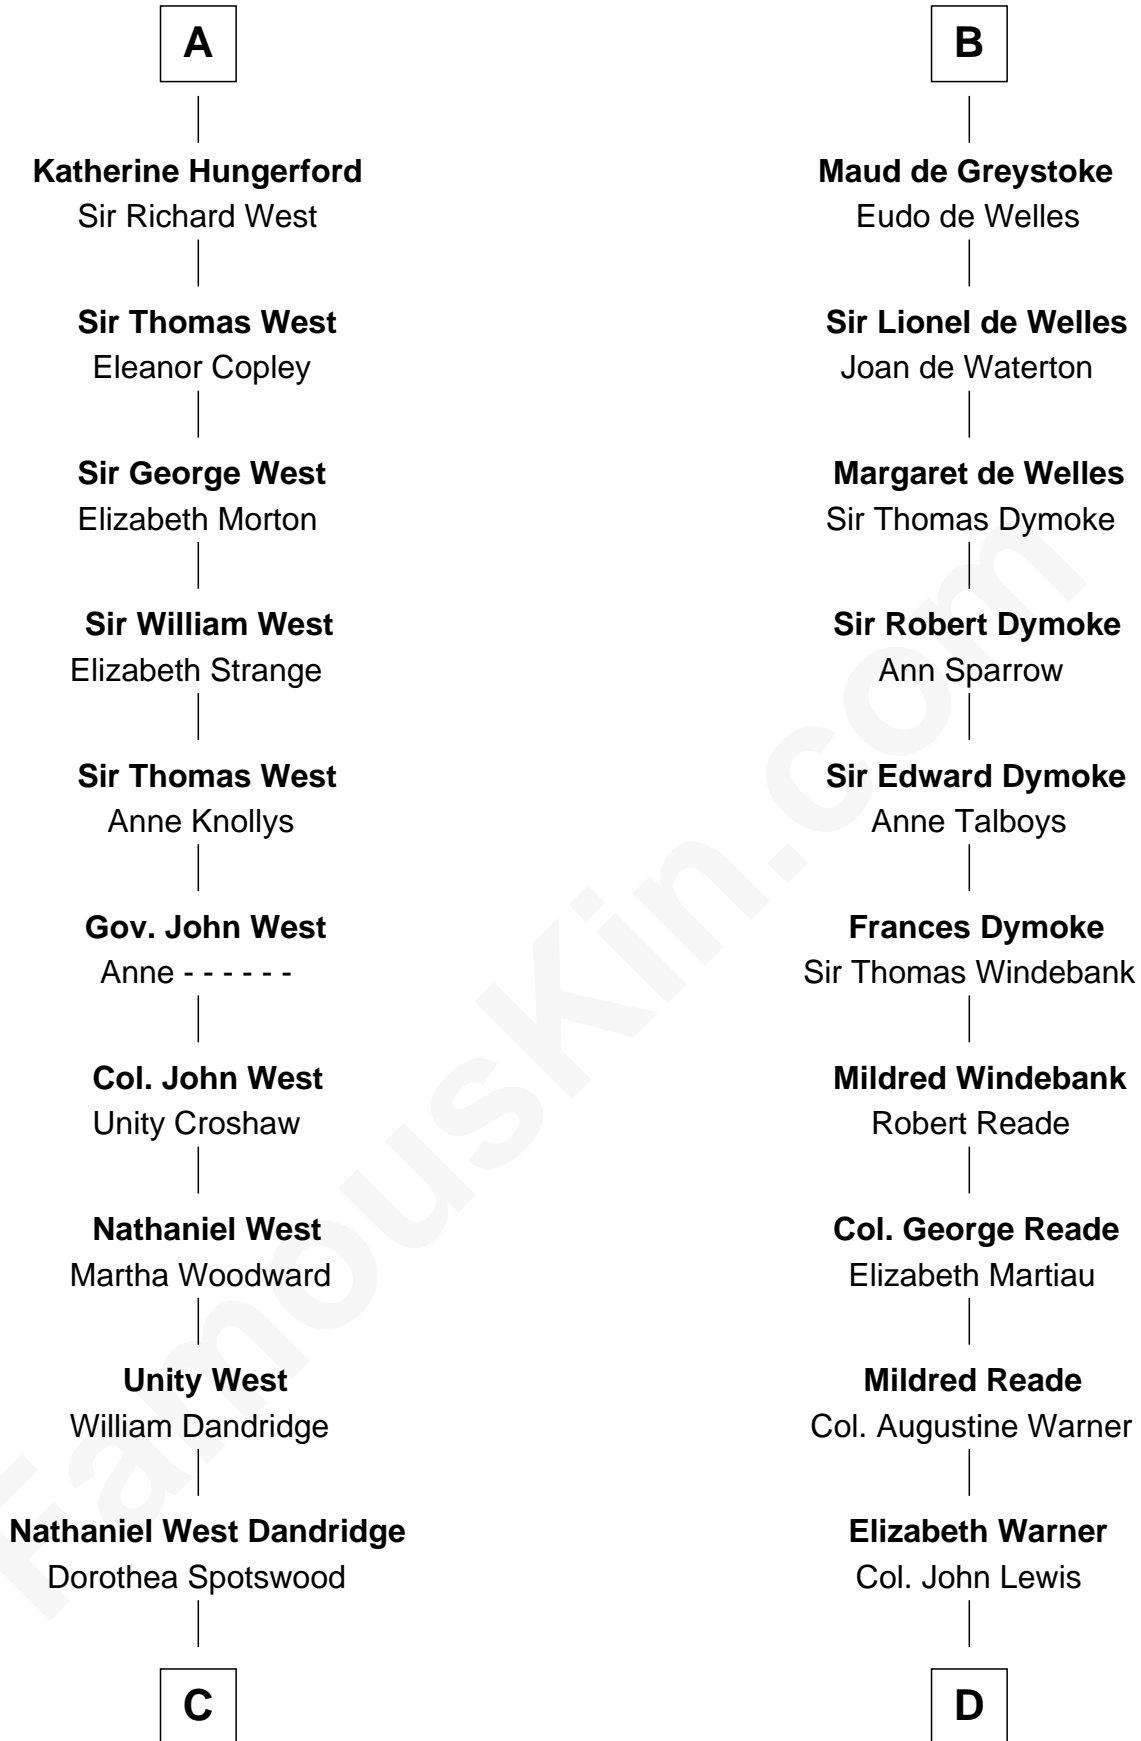 A
Katherine Hungerford
Sir Richard West
Sir Thomas West
Eleanor Copley
Sir George West
Elizabeth Morton
Sir William West
Elizabeth Strange
Sir Thomas West
Anne Knollys
Gov. John West
Anne - - - - - -
Col. John West
Unity Croshaw
Nathaniel West
Martha Woodward
Unity West
William Dandridge
Nathaniel West Dandridge
Dorothea Spotswood
C
B
Maud de Greystoke
Eudo de Welles
Sir Lionel de Welles
Joan de Waterton
Margaret de Welles
Sir Thomas Dymoke
Sir Robert Dymoke
Ann Sparrow
Sir Edward Dymoke
Anne Talboys
Frances Dymoke
Sir Thomas Windebank
Mildred Windebank
Robert Reade
Col. George Reade
Elizabeth Martiau
Mildred Reade
Col. Augustine Warner
Elizabeth Warner
Col. John Lewis
D
FamousKin.com